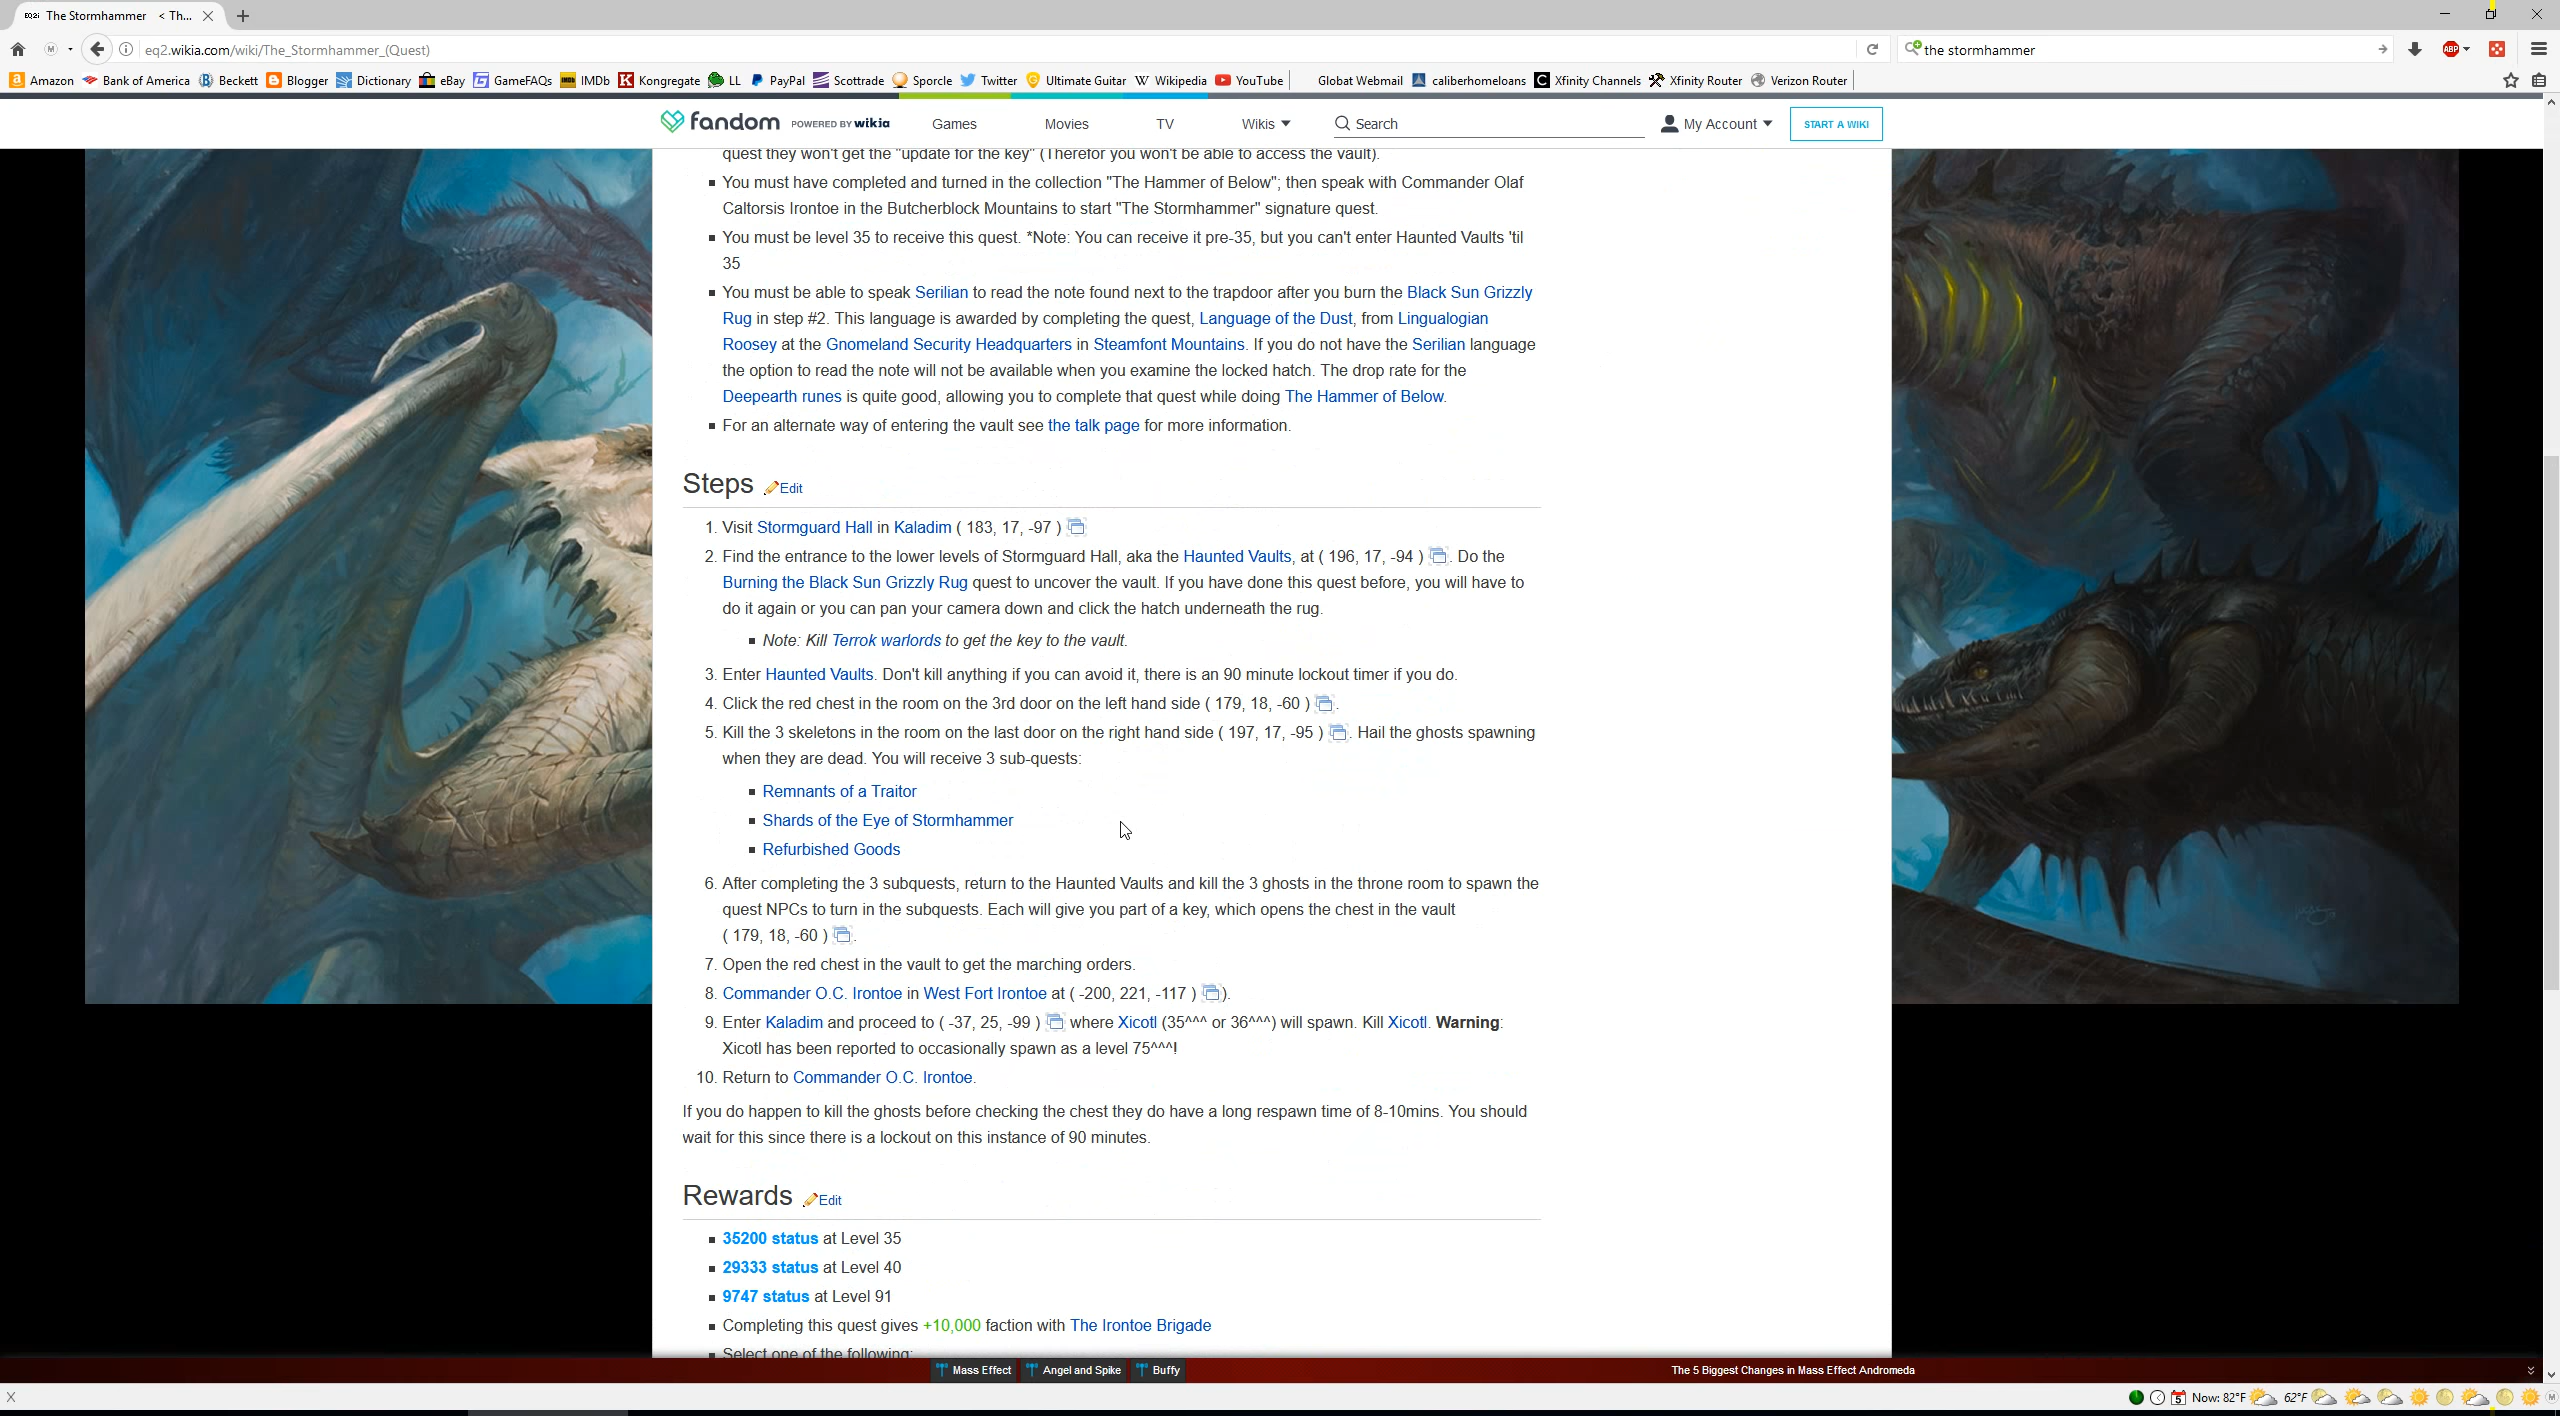 The Stormhammer < Th...
eq2.wikia.com/wiki/The_Stormhammer_(Quest)
the stormhammer
ABP
Amazon Bank of America Beckett Blogger Dictionary eBay GameFAQs IMDb Kongregate LL PayPal Scottrade Sporcle Twitter Ultimate Guitar Wikipedia YouTube Globat Webmail caliberhomeloans Xfinity Channels Xfinity Router Verizon Router
fandom POWERED BY wikia Games Movies TV Wikis Search My Account START A WIKI
quest they won't get the "update for the key" (Therefor you won't be able to access the vault).
You must have completed and turned in the collection "The Hammer of Below"; then speak with Commander Olaf
Caltorsis Irontoe in the Butcherblock Mountains to start "The Stormhammer" signature quest.
You must be level 35 to receive this quest. *Note: You can receive it pre-35, but you can't enter Haunted Vaults 'til
35
You must be able to speak Serilian to read the note found next to the trapdoor after you burn the Black Sun Grizzly
Rug in step #2. This language is awarded by completing the quest, Language of the Dust, from Lingualogian
Roosey at the Gnomeland Security Headquarters in Steamfont Mountains. If you do not have the Serilian language
the option to read the note will not be available when you examine the locked hatch. The drop rate for the
Deepearth runes is quite good, allowing you to complete that quest while doing The Hammer of Below.
For an alternate way of entering the vault see the talk page for more information.
Steps Edit
1. Visit Stormguard Hall in Kaladim ( 183, 17, -97 )
2. Find the entrance to the lower levels of Stormguard Hall, aka the Haunted Vaults, at ( 196, 17, -94 ) . Do the
Burning the Black Sun Grizzly Rug quest to uncover the vault. If you have done this quest before, you will have to
do it again or you can pan your camera down and click the hatch underneath the rug.
Note: Kill Terrok warlords to get the key to the vault.
3. Enter Haunted Vaults. Don't kill anything if you can avoid it, there is an 90 minute lockout timer if you do.
4. Click the red chest in the room on the 3rd door on the left hand side ( 179, 18, -60 ) .
5. Kill the 3 skeletons in the room on the last door on the right hand side ( 197, 17, -95 ) . Hail the ghosts spawning
when they are dead. You will receive 3 sub-quests:
Remnants of a Traitor
Shards of the Eye of Stormhammer
Refurbished Goods
6. After completing the 3 subquests, return to the Haunted Vaults and kill the 3 ghosts in the throne room to spawn the
quest NPCs to turn in the subquests. Each will give you part of a key, which opens the chest in the vault
( 179, 18, -60 ) .
7. Open the red chest in the vault to get the marching orders.
8. Commander O.C. Irontoe in West Fort Irontoe at ( -200, 221, -117 ) ).
9. Enter Kaladim and proceed to ( -37, 25, -99 ) where Xicotl (35^^^ or 36^^^) will spawn. Kill Xicotl. Warning:
Xicotl has been reported to occasionally spawn as a level 75^^^!
10. Return to Commander O.C. Irontoe.
If you do happen to kill the ghosts before checking the chest they do have a long respawn time of 8-10mins. You should
wait for this since there is a lockout on this instance of 90 minutes.
Rewards Edit
35200 status at Level 35
29333 status at Level 40
9747 status at Level 91
Completing this quest gives +10,000 faction with The Irontoe Brigade
Select one of the following:
Mass Effect Angel and Spike Buffy The 5 Biggest Changes in Mass Effect Andromeda
5 Now: 82°F 62°F